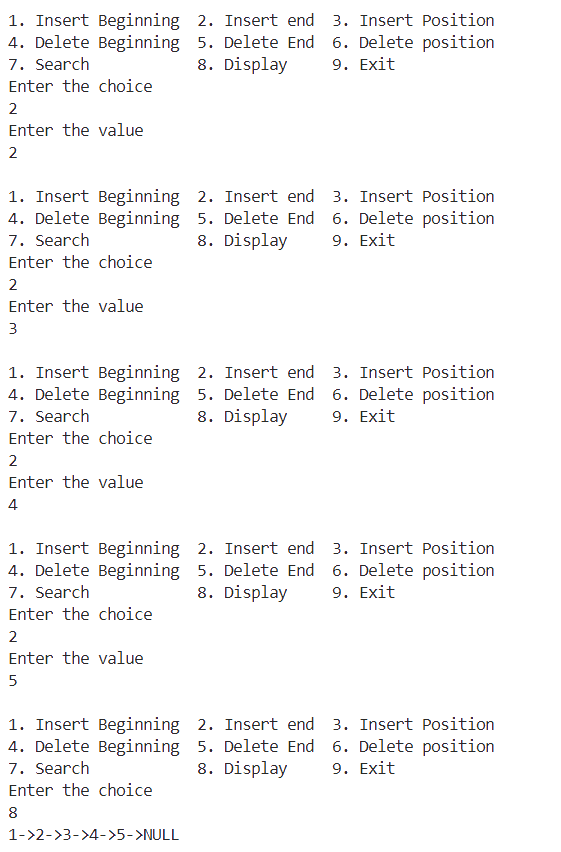 1. Insert Beginning  2. Insert end  3. Insert Position
4. Delete Beginning  5. Delete End  6. Delete position
7. Search            8. Display     9. Exit
Enter the choice
2
Enter the value
2

1. Insert Beginning  2. Insert end  3. Insert Position
4. Delete Beginning  5. Delete End  6. Delete position
7. Search            8. Display     9. Exit
Enter the choice
2
Enter the value
3

1. Insert Beginning  2. Insert end  3. Insert Position
4. Delete Beginning  5. Delete End  6. Delete position
7. Search            8. Display     9. Exit
Enter the choice
2
Enter the value
4

1. Insert Beginning  2. Insert end  3. Insert Position
4. Delete Beginning  5. Delete End  6. Delete position
7. Search            8. Display     9. Exit
Enter the choice
2
Enter the value
5

1. Insert Beginning  2. Insert end  3. Insert Position
4. Delete Beginning  5. Delete End  6. Delete position
7. Search            8. Display     9. Exit
Enter the choice
8
1->2->3->4->5->NULL